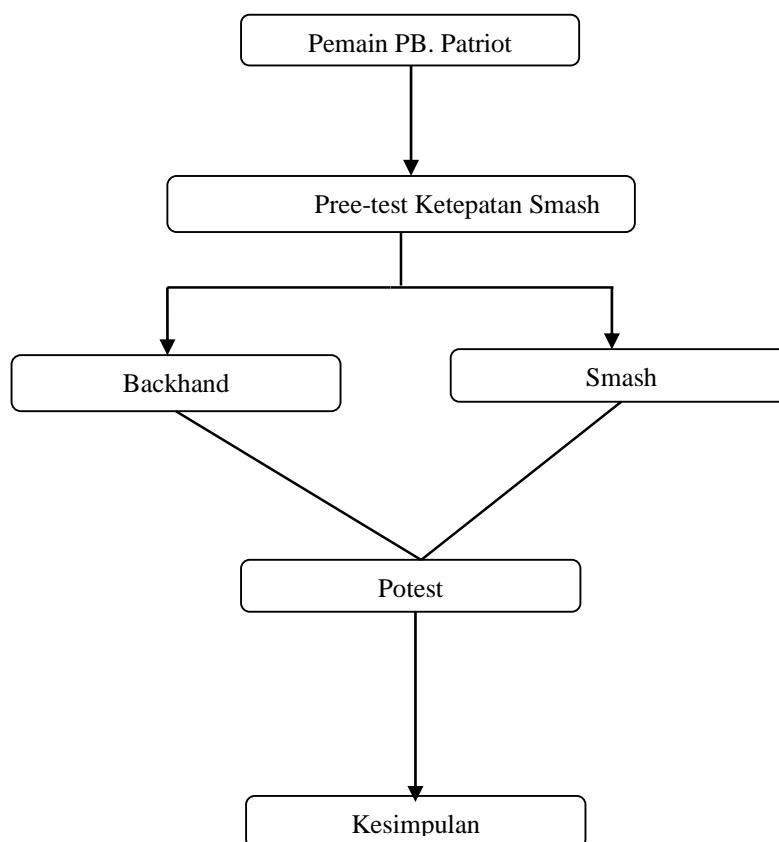 Pemain PB. Patriot
Pree-test Ketepatan Smash
Backhand
Smash
Potest
Kesimpulan